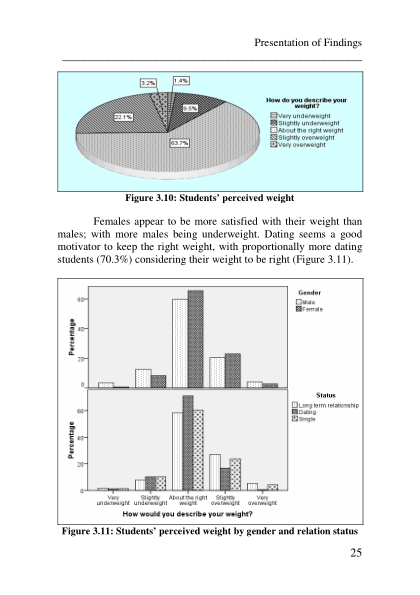 Presentation of Findings
3.2%
1.4%
9.5%
22.1%
63.7%
How do you describe your
weight?
Very underweight
Slightly underweight
About the right weight
Slightly overweight
Very overweight
Figure 3.10: Students' perceived weight
Females appear to be more satisfied with their weight than
males; with more males being underweight. Dating seems a good
motivator to keep the right weight, with proportionally more dating
students (70.3%) considering their weight to be right (Figure 3.11).
Gender
Male
Female
Percentage
60
40
20
0
Status
Long term relationship
Dating
Single
Percentage
60
40
20
0
Very Slightly About the right Slightly Very
underweight underweight weight overweight overweight
How would you describe your weight?
Figure 3.11: Students' perceived weight by gender and relation status
25